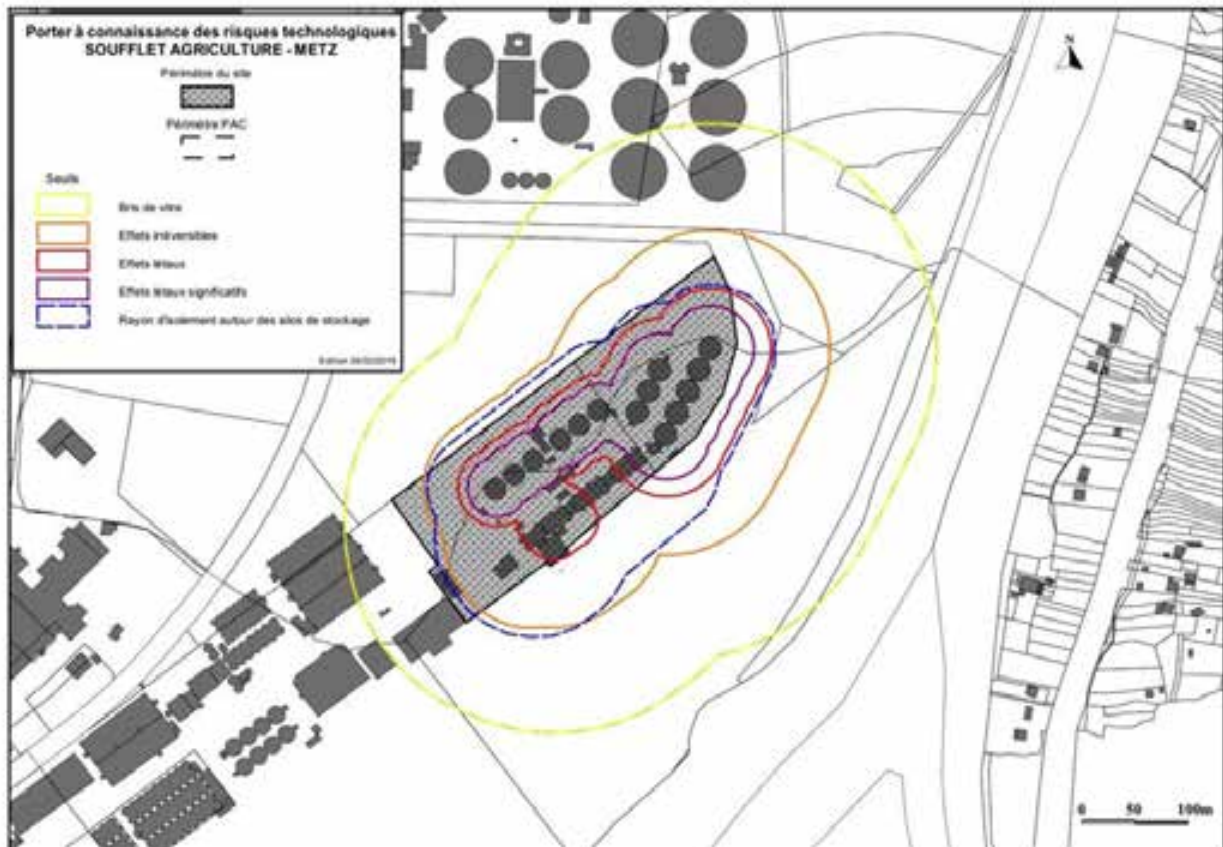 Porter à connaissance des risques technologiques
SOUFFLET AGRICULTURE - METZ
Périmètre du site
Périmètre PAC
Seuils
Bris de vitre
Effets irréversibles
Effets létaux
Effets létaux significatifs
Rayon d'isolement autour des silos de stockage
Edition
N
0 50 100m